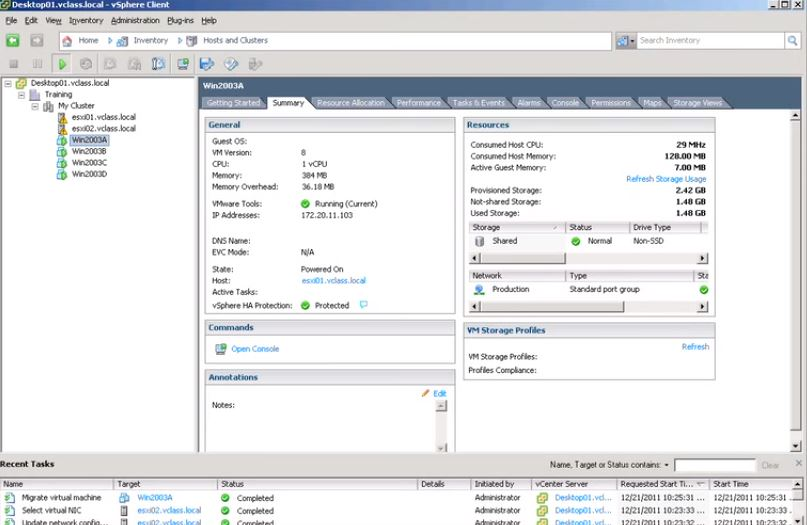 Desktop01.vclass.local - vSphere Client
File Edit View Inventory Administration Plug-ins Help
Home Inventory Hosts and Clusters Search Inventory
Desktop01.vclass.local
Training
My Cluster
esxi01.vclass.local
esxi02.vclass.local
Win2003A
Win2003B
Win2003C
Win2003D
Win2003A
Getting Started Summary Resource Allocation Performance Tasks & Events Alarms Console Permissions Maps Storage Views
General
Guest OS:
VM Version: 8
CPU: 1 vCPU
Memory: 384 MB
Memory Overhead: 36.18 MB
VMware Tools: Running (Current)
IP Addresses: 172.20.11.103
DNS Name:
EVC Mode: N/A
State: Powered On
Host: esxi01.vclass.local
Active Tasks:
vSphere HA Protection: Protected
Commands
Open Console
Annotations
Edit
Notes:
Resources
Consumed Host CPU: 29 MHz
Consumed Host Memory: 128.00 MB
Active Guest Memory: 7.00 MB
Refresh Storage Usage
Provisioned Storage: 2.42 GB
Not-shared Storage: 1.48 GB
Used Storage: 1.48 GB
Storage Status Drive Type
Shared Normal Non-SSD
Network Type Sta
Production Standard port group
VM Storage Profiles
Refresh
VM Storage Profiles:
Profiles Compliance:
Recent Tasks Name, Target or Status contains: Clear
Name Target Status Details Initiated by vCenter Server Requested Start Ti... Start Time
Migrate virtual machine Win2003A Completed Administrator Desktop01.vcl... 12/21/2011 10:25:31 ... 12/21/2011 10:25:31
Select virtual NIC esxi02.vclass.local Completed Administrator Desktop01.vcl... 12/21/2011 10:23:33 ... 12/21/2011 10:23:33
Update network config... esxi02.vclass.local Completed Administrator Desktop01.vcl... 12/21/2011 10:23:32 ... 12/21/2011 10:23:32